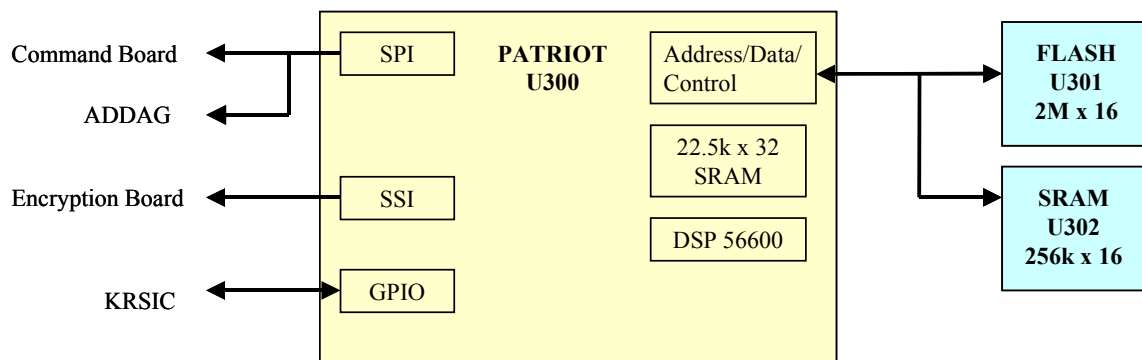 Command Board
ADDAG
Encryption Board
KRSIC
SPI
SSI
GPIO
PATRIOT
U300
Address/Data/
Control
22.5k x 32
SRAM
DSP 56600
FLASH
U301
2M x 16
SRAM
U302
256k x 16